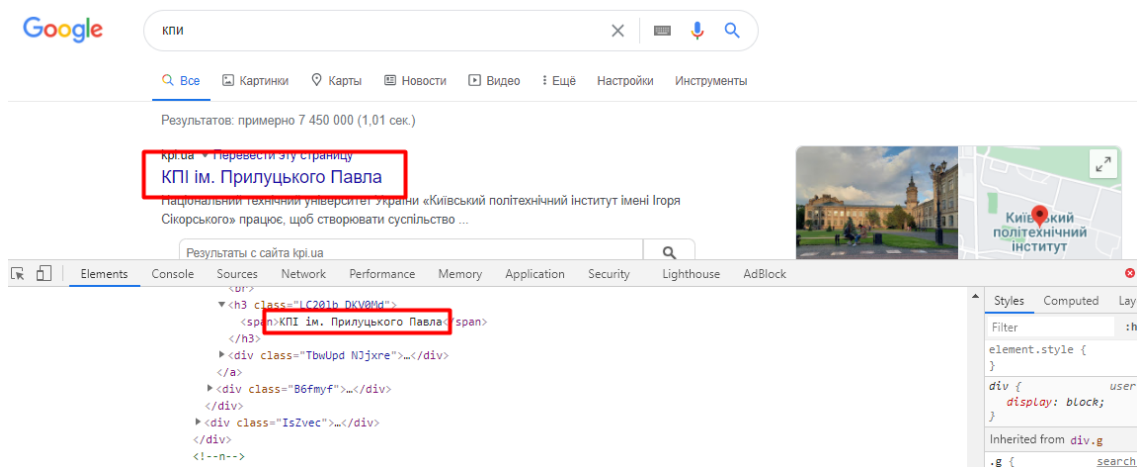 Google
кпи
Все Картинки Карты Новости Видео Ещё Настройки Инструменты
Результатов: примерно 7 450 000 (1,01 сек.)
kpi.ua Перевести эту страницу
КПІ ім. Прилуцького Павла
Національний технічний університет України «Київський політехнічний інститут імені Ігоря
Сікорського» працює, щоб створювати суспільство ...
Результаты с сайта kpi.ua
політехнічний
інститут
Elements Console Sources Network Performance Memory Application Security Lighthouse AdBlock
<br>
▼<h3 class="LC20lb DKV0Md">
<span>КПІ ім. Прилуцького Павла</span>
</h3>
▶<div class="TbwUpd NJjxre">…</div>
</a>
▶<div class="B6fmyf">…</div>
</div>
▶<div class="IsZvec">…</div>
</div>
<!--n-->
Styles Computed Lay
Filter :h
element.style {
}
div { user
display: block;
}
Inherited from div.g
.g { search